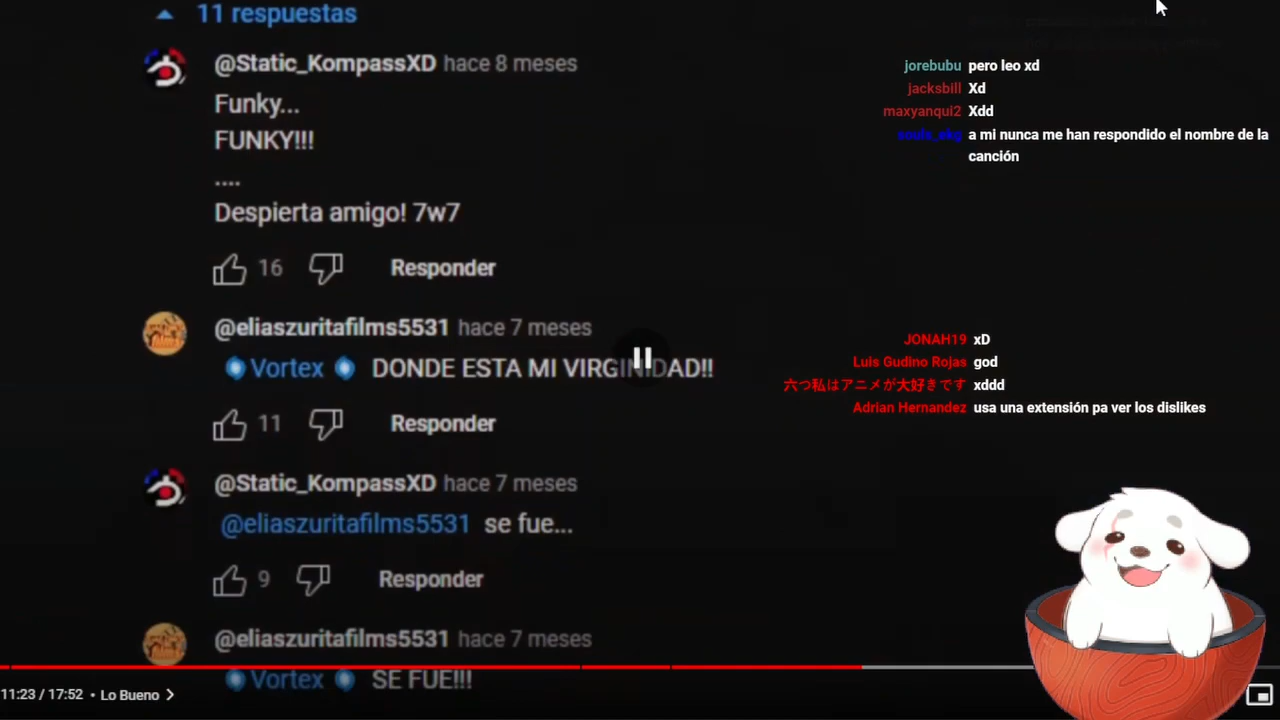 11 respuestas
@Static_KompassXD hace 8 meses
Funky...
FUNKY!!!
....
Despierta amigo! 7w7
16 Responder
@eliaszuritafilms5531 hace 7 meses
Vortex DONDE ESTA MI VIRGINIDAD!!
11 Responder
@Static_KompassXD hace 7 meses
@eliaszuritafilms5531 se fue...
9 Responder
@eliaszuritafilms5531 hace 7 meses
Vortex SE FUE!!!
11:23 / 17:52 • Lo Bueno
jorebubu pero leo xd
jacksbill Xd
maxyanqui2 Xdd
a mi nunca me han respondido el nombre de la
canción
JONAH19 xD
Luis Gudino Rojas god
六つ私はアニメが大好きです xddd
Adrian Hernandez usa una extensión pa ver los dislikes